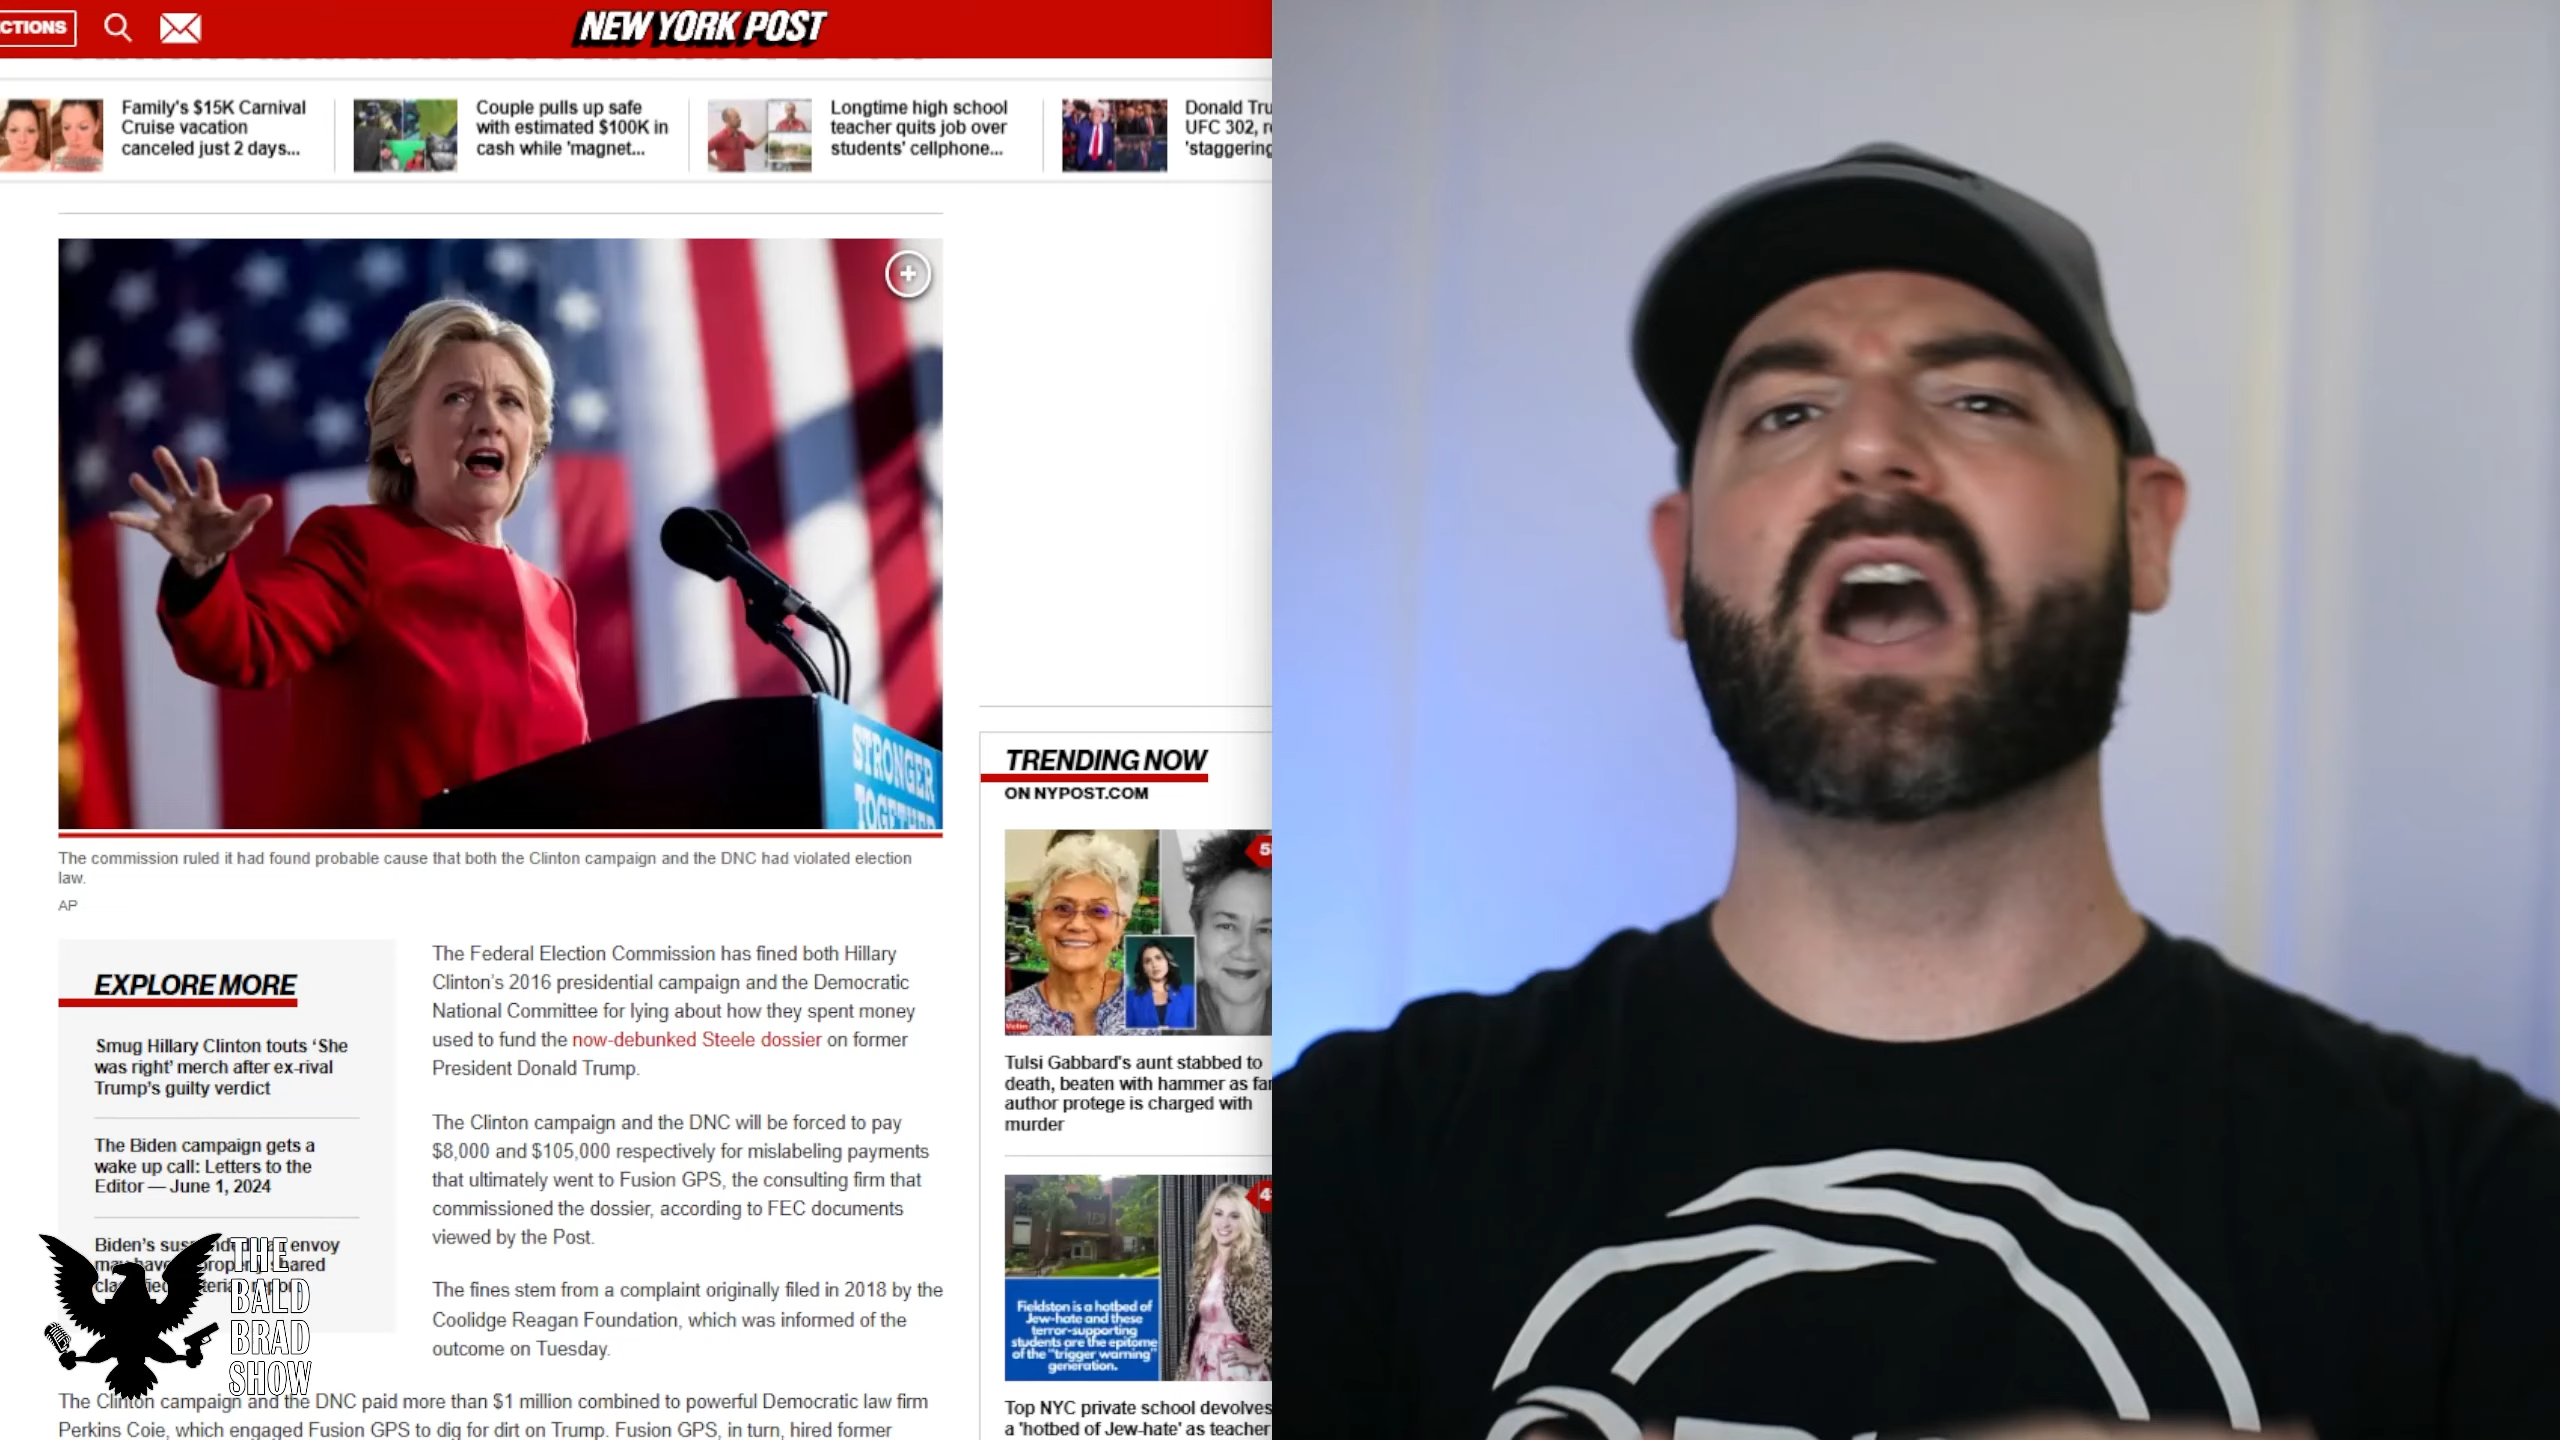 CTIONS
NEW YORK POST
Family's $15K Carnival
Cruise vacation
canceled just 2 days...
Couple pulls up safe
with estimated $100K in
cash while 'magnet...
Longtime high school
teacher quits job over
students' cellphone...
Donald Tru
UFC 302, r
'staggering
STRONGER
TOGETHER
The commission ruled it had found probable cause that both the Clinton campaign and the DNC had violated election
law.
AP
EXPLORE MORE
Smug Hillary Clinton touts ‘She
was right’ merch after ex-rival
Trump’s guilty verdict
The Biden campaign gets a
wake up call: Letters to the
Editor — June 1, 2024
Biden’s envoy
THE
BALD
BRAD
SHOW
The Federal Election Commission has fined both Hillary
Clinton’s 2016 presidential campaign and the Democratic
National Committee for lying about how they spent money
used to fund the now-debunked Steele dossier on former
President Donald Trump.
The Clinton campaign and the DNC will be forced to pay
$8,000 and $105,000 respectively for mislabeling payments
that ultimately went to Fusion GPS, the consulting firm that
commissioned the dossier, according to FEC documents
viewed by the Post.
The fines stem from a complaint originally filed in 2018 by the
Coolidge Reagan Foundation, which was informed of the
outcome on Tuesday.
The Clinton campaign and the DNC paid more than $1 million combined to powerful Democratic law firm
Perkins Coie, which engaged Fusion GPS to dig for dirt on Trump. Fusion GPS, in turn, hired former
TRENDING NOW
ON NYPOST.COM
Victim
Tulsi Gabbard's aunt stabbed to
death, beaten with hammer as fa
author protege is charged with
murder
Fieldston is a hotbed of
Jew-hate and these
terror-supporting
students are the epitome
of the "trigger warning"
generation.
Top NYC private school devolves
a 'hotbed of Jew-hate' as teacher